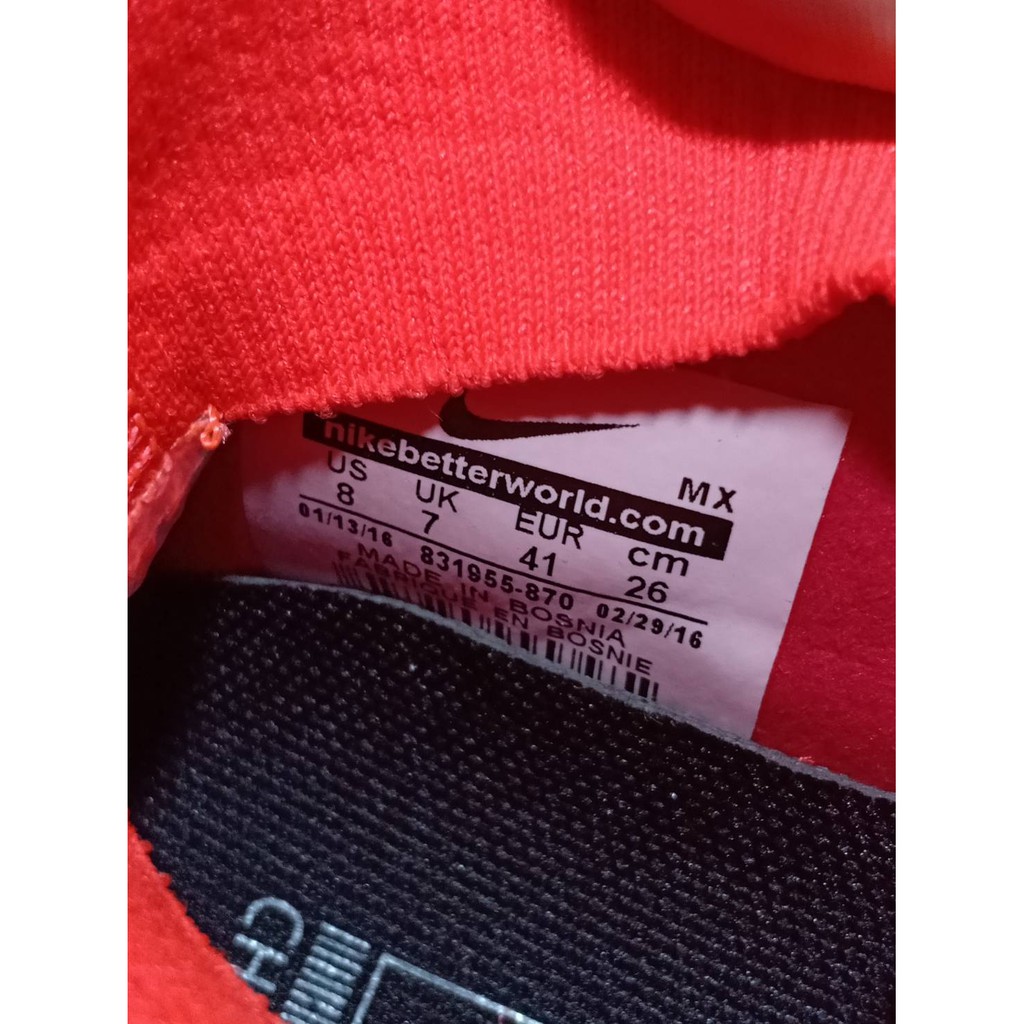 nikebetterworld.com
MX
US UK EUR cm
8 7 41 26
01/13/16 831955-870 02/29/16
MADE IN BOSNIA
FABRIQUE EN BOSNIE